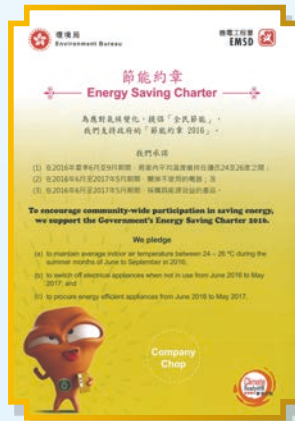 環境局
Environment Bureau
機電工程署
EMSD
節能約章
Energy Saving Charter
為應對氣候變化，提倡「全民節能」，
我們支持政府的「節能約章 2016」。
我們承諾
(1) 在2016年夏季6月至9月期間，將室內平均溫度維持在攝氏24至26度之間；
(2) 在2016年6月至2017年5月期間，關掉不使用的電器；及
(3) 在2016年6月至2017年5月期間，採購具能源效益的產品。
To encourage community-wide participation in saving energy,
we support the Government's Energy Saving Charter 2016.
We pledge
(a) to maintain average indoor air temperature between 24 – 26 ºC during the
summer months of June to September in 2016;
(b) to switch off electrical appliances when not in use from June 2016 to May
2017; and
(c) to procure energy efficient appliances from June 2016 to May 2017.
Company
Chop
Climate
Ready